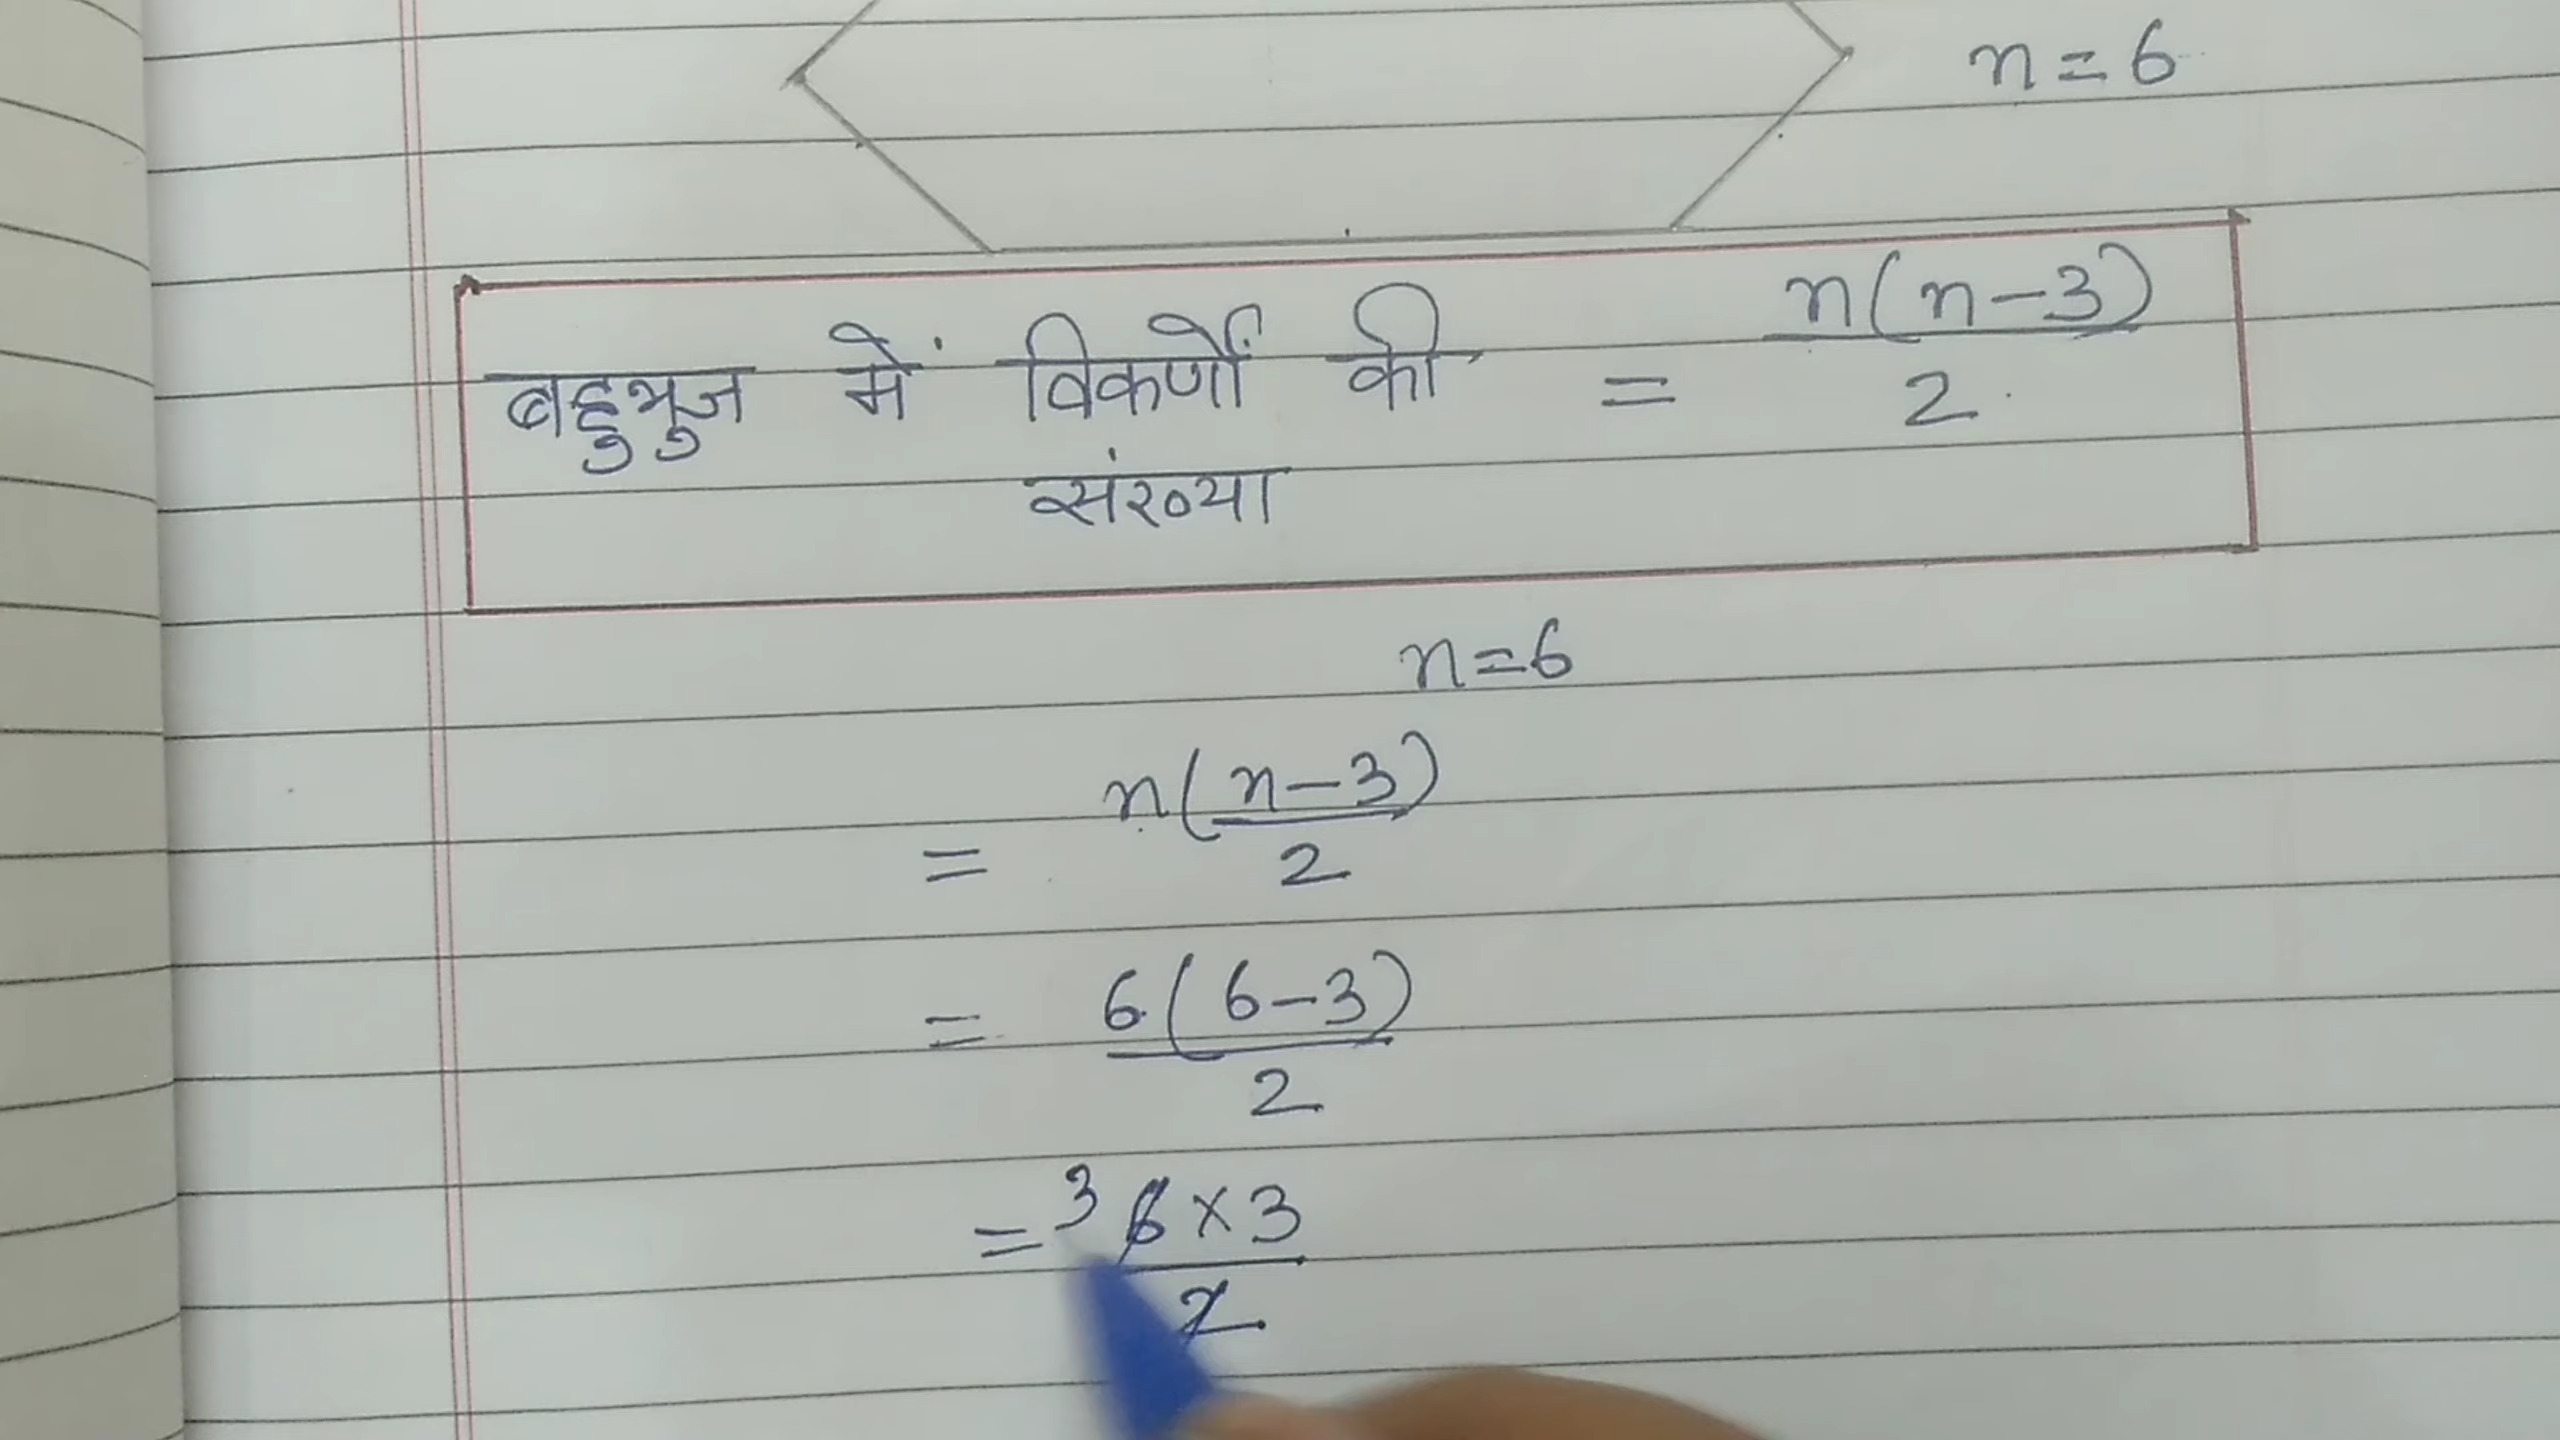 n = 6
बहुभुज में विकर्णों की = n(n-3)/2
संख्या
n=6
= n(n-3)/2
= 6(6-3)/2
= 3 6×3/2